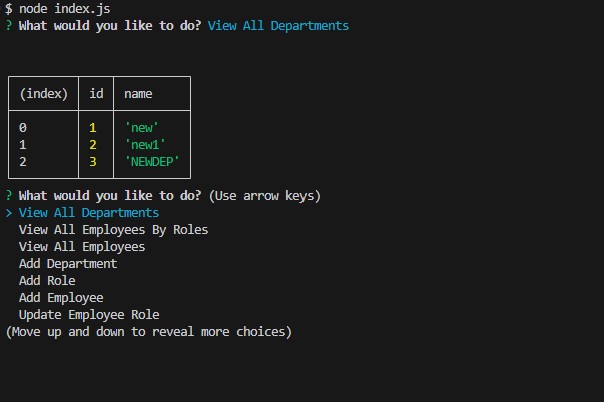 $ node index.js
? What would you like to do? View All Departments
(index) id name
0 1 'new'
1 2 'new1'
2 3 'NEWDEP'
? What would you like to do? (Use arrow keys)
> View All Departments
View All Employees By Roles
View All Employees
Add Department
Add Role
Add Employee
Update Employee Role
(Move up and down to reveal more choices)